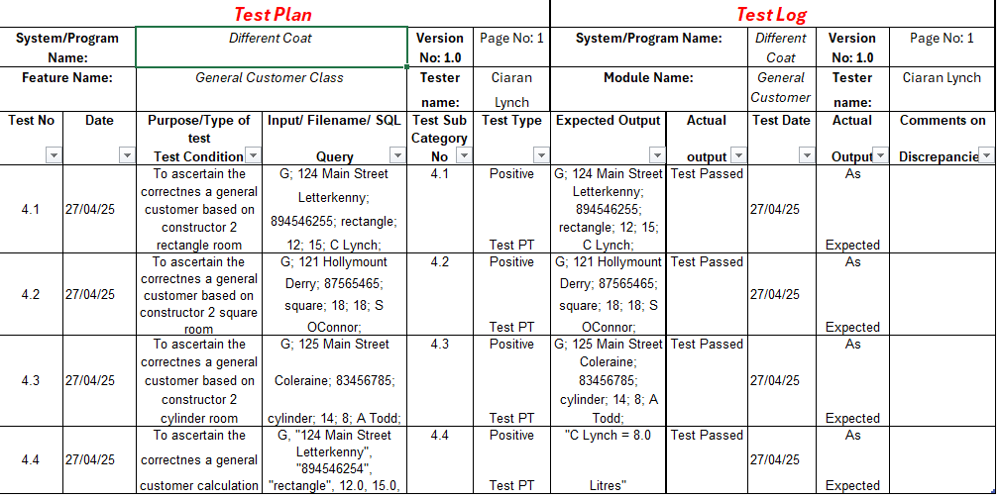 Test Plan
Test Log
System/Program Name:
Different Coat
Version No: 1.0
Page No: 1
System/Program Name:
Different Coat
Version No: 1.0
Page No: 1
Feature Name:
General Customer Class
Tester name:
Ciaran Lynch
Module Name:
General Customer
Tester name:
Ciaran Lynch
Test No
Date
Purpose/Type of test
Test Condition
Input/ Filename/ SQL
Query
Test Sub Category No
Test Type
Expected Output
Actual output
Test Date
Actual Output
Comments on Discrepancie
4.1
27/04/25
To ascertain the
correctnes a general
customer based on
constructor 2
rectangle room
G; 124 Main Street
Letterkenny;
894546255; rectangle;
12; 15; C Lynch;
4.1
Positive
Test PT
G; 124 Main Street
Letterkenny;
894546255;
rectangle; 12; 15;
C Lynch;
Test Passed
27/04/25
As
Expected
4.2
27/04/25
To ascertain the
correctnes a general
customer based on
constructor 2 square
room
G; 121 Hollymount
Derry; 87565465;
square; 18; 18; S
OConnor;
4.2
Positive
Test PT
G; 121 Hollymount
Derry; 87565465;
square; 18; 18; S
OConnor;
Test Passed
27/04/25
As
Expected
4.3
27/04/25
To ascertain the
correctnes a general
customer based on
constructor 2
cylinder room
G; 125 Main Street
Coleraine; 83456785;
cylinder; 14; 8; A Todd;
4.3
Positive
Test PT
G; 125 Main Street
Coleraine;
83456785;
cylinder; 14; 8; A
Todd;
Test Passed
27/04/25
As
Expected
4.4
27/04/25
To ascertain the
correctnes a general
customer calculation
G, "124 Main Street
Letterkenny",
"894546254",
"rectangle", 12.0, 15.0,
4.4
Positive
Test PT
"C Lynch = 8.0
Litres"
Test Passed
27/04/25
As
Expected